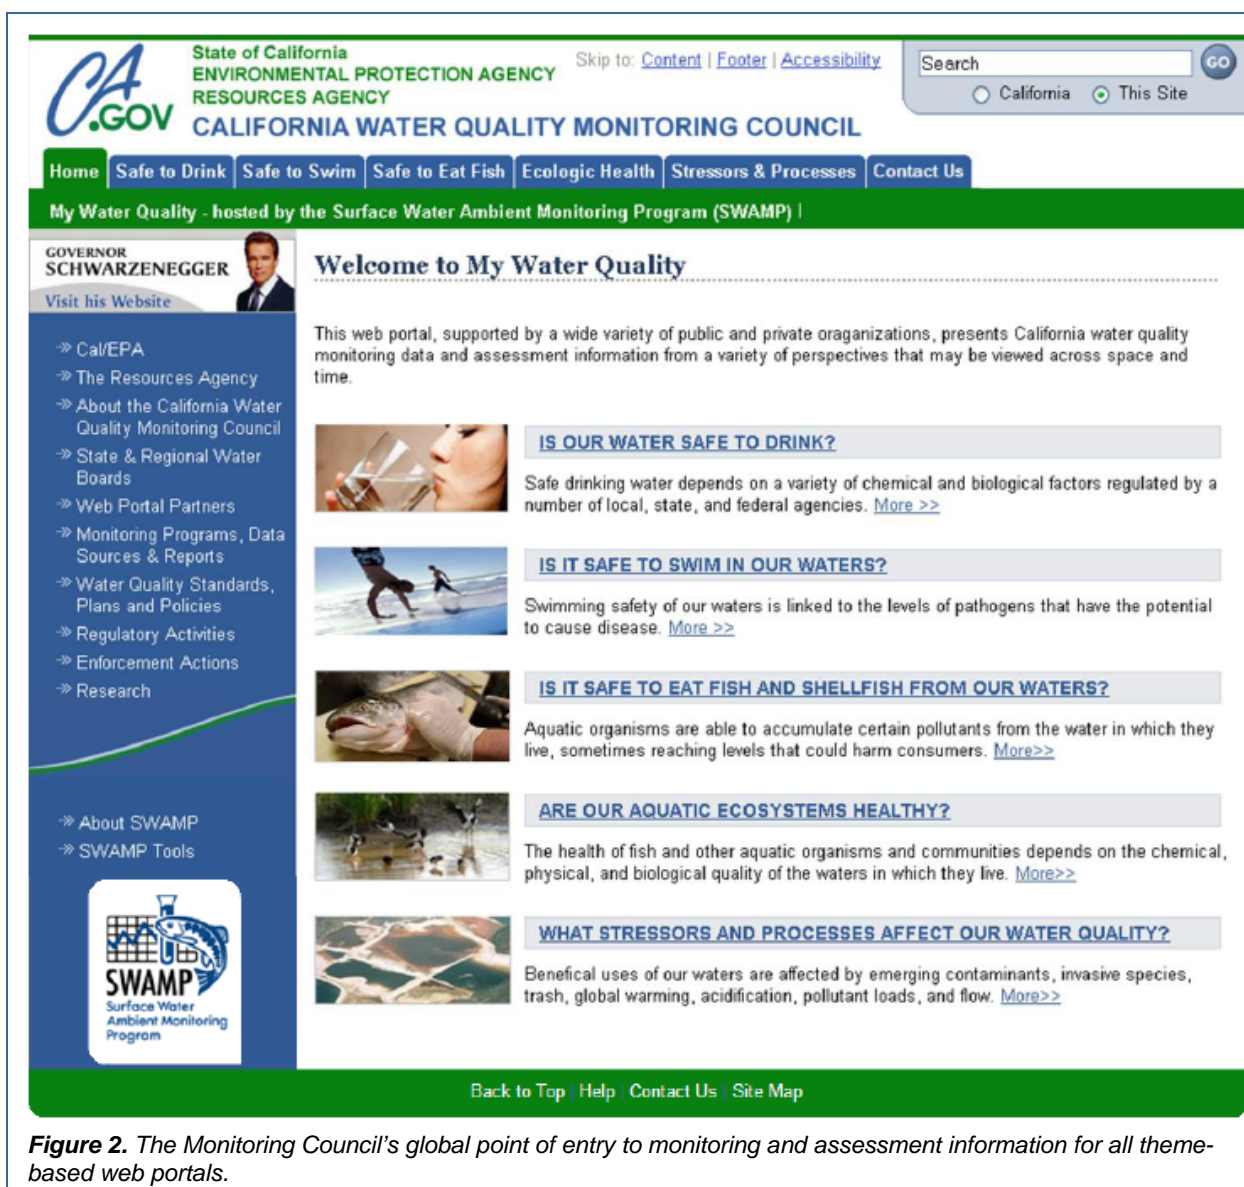 State of California
ENVIRONMENTAL PROTECTION AGENCY
RESOURCES AGENCY
CALIFORNIA WATER QUALITY MONITORING COUNCIL
CA
.GOV
Skip to: Content | Footer | Accessibility
Search
GO
California
This Site
Home
Safe to Drink
Safe to Swim
Safe to Eat Fish
Ecologic Health
Stressors & Processes
Contact Us
My Water Quality - hosted by the Surface Water Ambient Monitoring Program (SWAMP) |
GOVERNOR
SCHWARZENEGGER
Visit his Website
Cal/EPA
The Resources Agency
About the California Water
Quality Monitoring Council
State & Regional Water
Boards
Web Portal Partners
Monitoring Programs, Data
Sources & Reports
Water Quality Standards,
Plans and Policies
Regulatory Activities
Enforcement Actions
Research
About SWAMP
SWAMP Tools
SWAMP
Surface Water
Ambient Monitoring
Program
Welcome to My Water Quality
This web portal, supported by a wide variety of public and private oraganizations, presents California water quality
monitoring data and assessment information from a variety of perspectives that may be viewed across space and
time.
IS OUR WATER SAFE TO DRINK?
Safe drinking water depends on a variety of chemical and biological factors regulated by a
number of local, state, and federal agencies. More >>
IS IT SAFE TO SWIM IN OUR WATERS?
Swimming safety of our waters is linked to the levels of pathogens that have the potential
to cause disease. More >>
IS IT SAFE TO EAT FISH AND SHELLFISH FROM OUR WATERS?
Aquatic organisms are able to accumulate certain pollutants from the water in which they
live, sometimes reaching levels that could harm consumers. More>>
ARE OUR AQUATIC ECOSYSTEMS HEALTHY?
The health of fish and other aquatic organisms and communities depends on the chemical,
physical, and biological quality of the waters in which they live. More>>
WHAT STRESSORS AND PROCESSES AFFECT OUR WATER QUALITY?
Benefical uses of our waters are affected by emerging contaminants, invasive species,
trash, global warming, acidification, pollutant loads, and flow. More>>
Back to Top | Help | Contact Us | Site Map
Figure 2. The Monitoring Council's global point of entry to monitoring and assessment information for all theme-
based web portals.